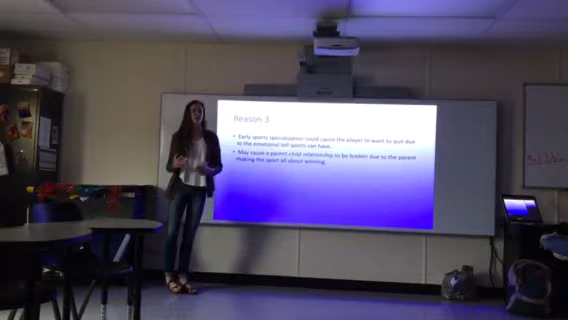 Reason 3
• Early sports specialization could cause the player to want to quit due
to the emotional toll sports can have.
• May cause a parent-child relationship to be broken due to the parent
making the sport all about winning.